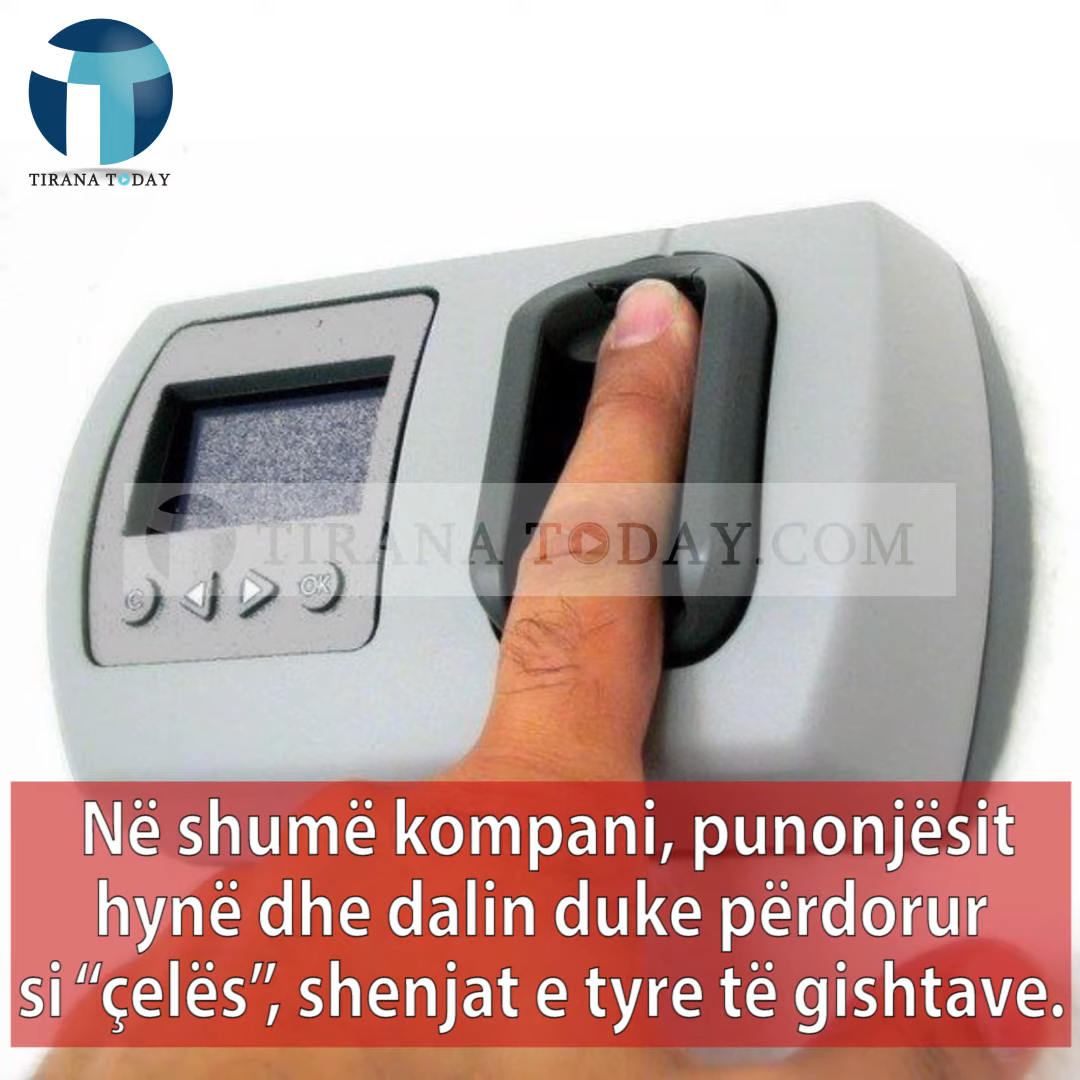 TIRANA TODAY
TIRANA TODAY.COM
C OK
Në shumë kompani, punonjësit
hynë dhe dalin duke përdorur
si “çelës”, shenjat e tyre të gishtave.